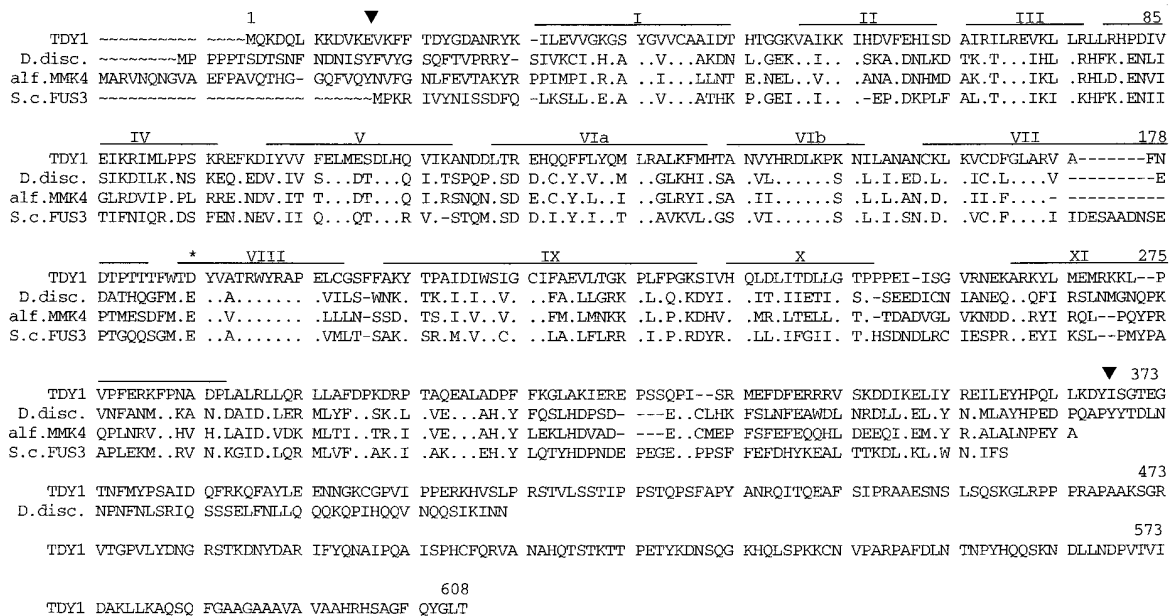 1 ▼ I II III 85
TDY1 ~~~~~~~~~~ ~~~~MQKDQL KKDVKEVKFF TDYGDANRYK -ILEVVGKGS YGVVCAAIDT HTGGKVAIKK IHDVFEHISD AIRILREVKL LRLLRHPDIV
D.disc. ~~~~~~~~MP PPPTSDTSNF NDNISYFVYG SQFTVPRRY- SIVKCI.H.A ..V...AKDN L.GEK..I.. ..SKA.DNLKD TK.T...IHL .RHFK.ENLI
alf.MMK4 MARVNQNGVA EFPAVQTHG- GQFVQYNVFG NLFEVTAKYR PPIMPI.R.A ..I...LLNT E.NEL..V.. ..ANA.DNHMD AK.T...IKL .RHLD.ENVI
S.c.FUS3 ~~~~~~~~~~ ~~~~~~~~~~MPKR IVYNISSDFQ -LKSLL.E.A ..V...ATHK P.GEI..I.. ..-EP.DKPLF AL.T...IKI .KHFK.ENII
IV V VIa VIb VII 178
TDY1 EIKRIMLPPS KREFKDIYVV FELMESDLHQ VIKANDDLTR EHQQFFLYQM LRALKFMHTA NVYHRDLKPK NILANANCKL KVCDFGLARV A-------FN
D.disc. SIKDILK.NS KEQ.EDV.IV S...DT...Q I.TSPQP.SD D.C.Y.V..M .GLKHI.SA .VL......S .L.I.ED.L. .IC.L....V .-------.E
alf.MMK4 GLRDVIP.PL RRE.NDV.IT T...DT...Q I.RSNQN.SD E.C.Y.L..I .GLRYI.SA .II......S .L.L.ND.C. .II.F..... .---------
S.c.FUS3 TIFNIQR.DS FEN.NEV.II Q...QT...R V.-STQM.SD D.I.Y.I..T .AVKVL.GS .VI......S .L.I.SN.D. .VC.F....I IDESAADNSE
* VIII IX X XI 275
TDY1 DTPTTTFWTD YVATRWYRAP ELCGSFFAKY TPAIDIWSIG CIFAEVLTGK PLFPGKSIVH QLDLITDLLG TPPPEI-ISG VRNEKARKYL MEMRKKL--P
D.disc. DATHQGFM.E ..A....... .VILS-WNK. TK.I.I..V. .F.A.LLGRK .L.Q.KDYI. .IT.IIETI. S.-SEEDICN IANEQ..QFI RSLNMGNQPK
alf.MMK4 PTMESDFM.E ..V....... .LLLN-SSD. TS.I.V..V. .F.M.LMNKK .L.P.KDHV. .MR.LTELL. T.-TDADVGL VKNDD..RYI RQL--PQYPR
S.c.FUS3 PTGQQSGM.E ..A....... .VMLT-SAK. SR.M.V..C. .LA.LFLRR .I.P.RDYR. .LL.IFGII. T.HSDNDLRC IESPR..EYI KSL--PMYPA
▼ 373
TDY1 VPFERKFPNA DPLALRLLQR LLAFDPKDRP TAQEALADPF FKGLAKIERE PSSQPI--SR MEFDFERRRV SKDDIKELIY REILEYHPQL LKDYISGTEG
D.disc. VNFANM..KA N.DAID.LER MLYF..SK.L .VE...AH.Y FQSLHDPSD- ---E..CLHK FSLNFEAWDL NRDLL..ELY N.MLAYHPED PQAPYYTDLN
alf.MMK4 QPLNRV..HV H.LAID.VDK MLTI..TR.I .VE...AH.Y LEKLHDVAD- ---E..CMEP FSFEFEQQHL DEEQI.EM.Y R.ALALNPEY A
S.c.FUS3 APLEKM..RV N.KGID.LQR MLVF..AK.I .AK...EH.Y LQTYHDPNDE PEGE.PPSFF FEFDHYKEAL TTKDL.KL.W N.IFS
473
TDY1 TNFMYPSAID QFRKQFAYLE ENNGKCGPVI PPERKHVSLP RSTVLSSTIP PSTQPSFAPY ANRQITQEAF SIPRAAESNS LSQSKGLRPP PRAPAAKSGR
D.disc. NPNFNLSRIQ SSSELFNLLQ QQKQPIHQQV NQQSIKINN
573
TDY1 VTGPVLYDNG RSTKDNYDAR IFYQNAIPQA ISPHCFQRVA NAHQTSTKTT PETYKDNSQG KHQLSPKKCN VPARPAFDLN TNPYHQQSKN DLLNDPVTVI
608
TDY1 DAKLLKAQSQ FGAAGAAAVA VAAHRHSAGF QYGLT